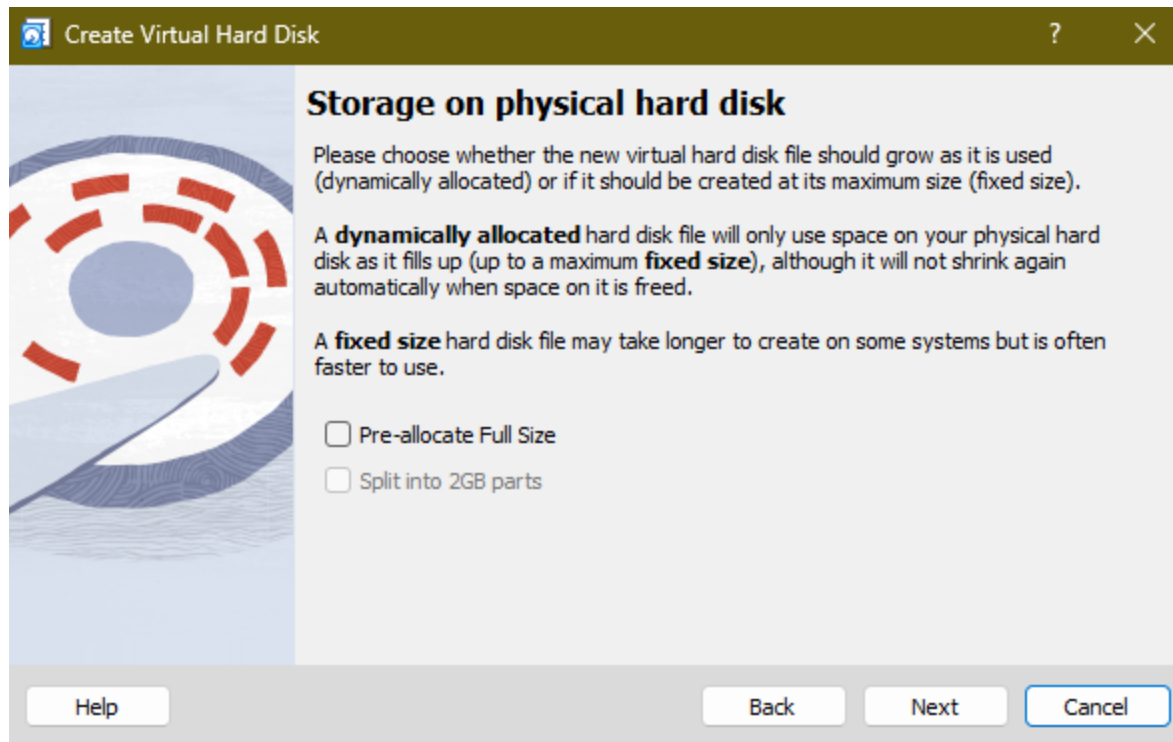 Create Virtual Hard Disk
?
Storage on physical hard disk
Please choose whether the new virtual hard disk file should grow as it is used
(dynamically allocated) or if it should be created at its maximum size (fixed size).
A dynamically allocated hard disk file will only use space on your physical hard
disk as it fills up (up to a maximum fixed size), although it will not shrink again
automatically when space on it is freed.
A fixed size hard disk file may take longer to create on some systems but is often
faster to use.
Pre-allocate Full Size
Split into 2GB parts
Help Back Next Cancel